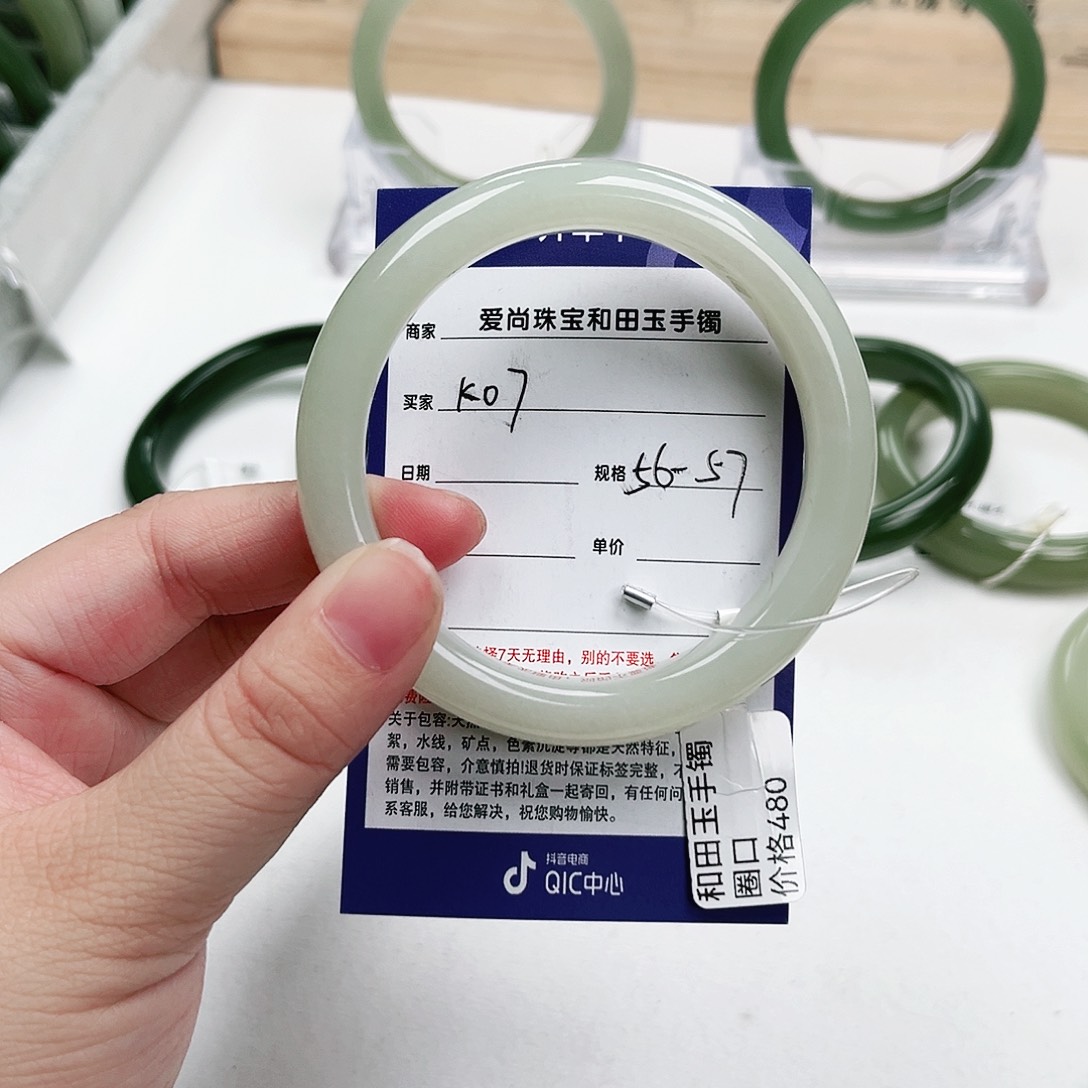 商家 爱尚珠宝和田玉手镯
买家 K07
日期
规格 56-57
单价
择7天无理由，别的不要选
关于包容:天然
絮，水线，矿点，色素沉淀等都是天然特征，
需要包容，介意慎拍!退货时保证标签完整，不
销售，并附带证书和礼盒一起寄回，有任何问
系客服，给您解决，祝您购物愉快。
抖音电商
QIC中心
和田玉手镯
圈口
价格480